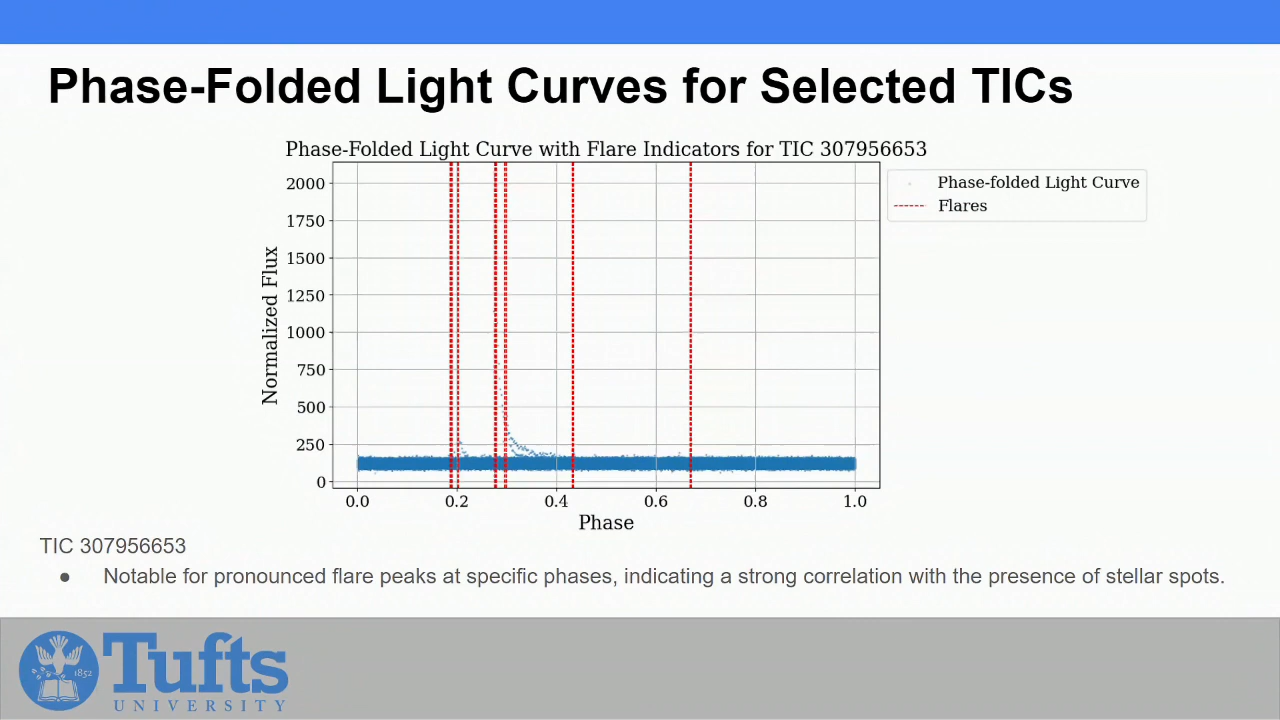 Phase-Folded Light Curves for Selected TICs
Phase-Folded Light Curve with Flare Indicators for TIC 307956653
Phase-folded Light Curve
Flares
Normalized Flux
2000
1750
1500
1250
1000
750
500
250
0
0.0 0.2 0.4 0.6 0.8 1.0
Phase
TIC 307956653
● Notable for pronounced flare peaks at specific phases, indicating a strong correlation with the presence of stellar spots.
1852
Tufts
UNIVERSITY